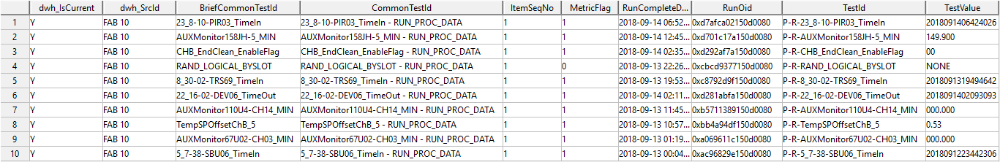 dwh_IsCurrent dwh_SrcId BriefCommonTestId CommonTestId ItemSeqNo MetricFlag RunCompleteD... RunOid TestId TestValue
1 Y FAB 10 23_8-10-PIR03_TimeIn 23_8-10-PIR03_TimeIn - RUN_PROC_DATA 1 1 2018-09-14 06:52... 0xd7afca02150d0080 P-R-23_8-10-PIR03_TimeIn 2018091406424026
2 Y FAB 10 AUXMonitor158JH-5_MIN AUXMonitor158JH-5_MIN - RUN_PROC_DATA 1 1 2018-09-14 12:45... 0xd701c17a150d0080 P-R-AUXMonitor158JH-5_MIN 149.900
3 Y FAB 10 CHB_EndClean_EnableFlag CHB_EndClean_EnableFlag - RUN_PROC_DATA 1 1 2018-09-14 02:35... 0xd292af7a150d0080 P-R-CHB_EndClean_EnableFlag 00
4 Y FAB 10 RAND_LOGICAL_BYSLOT RAND_LOGICAL_BYSLOT - RUN_PROC_DATA 1 0 2018-09-13 22:26... 0xcbcd9377150d0080 P-R-RAND_LOGICAL_BYSLOT NONE
5 Y FAB 10 8_30-02-TRS69_TimeIn 8_30-02-TRS69_TimeIn - RUN_PROC_DATA 1 1 2018-09-13 19:53... 0xc8792d9f150d0080 P-R-8_30-02-TRS69_TimeIn 2018091319494642
6 Y FAB 10 22_16-02-DEV06_TimeOut 22_16-02-DEV06_TimeOut - RUN_PROC_DATA 1 1 2018-09-14 02:11... 0xd281abfa150d0080 P-R-22_16-02-DEV06_TimeOut 2018091402093093
7 Y FAB 10 AUXMonitor110U4-CH14_MIN AUXMonitor110U4-CH14_MIN - RUN_PROC_DATA 1 1 2018-09-13 11:45... 0xb5711389150d0080 P-R-AUXMonitor110U4-CH14_MIN 000.000
8 Y FAB 10 TempSPOffsetChB_5 TempSPOffsetChB_5 - RUN_PROC_DATA 1 1 2018-09-13 10:57... 0xbb4a94df150d0080 P-R-TempSPOffsetChB_5 0.53
9 Y FAB 10 AUXMonitor67U02-CH03_MIN AUXMonitor67U02-CH03_MIN - RUN_PROC_DATA 1 1 2018-09-13 01:19... 0xa069611c150d0080 P-R-AUXMonitor67U02-CH03_MIN 000.000
10 Y FAB 10 5_7-38-SBU06_TimeIn 5_7-38-SBU06_TimeIn - RUN_PROC_DATA 1 1 2018-09-13 00:04... 0xac96829e150d0080 P-R-5_7-38-SBU06_TimeIn 2018091223442306